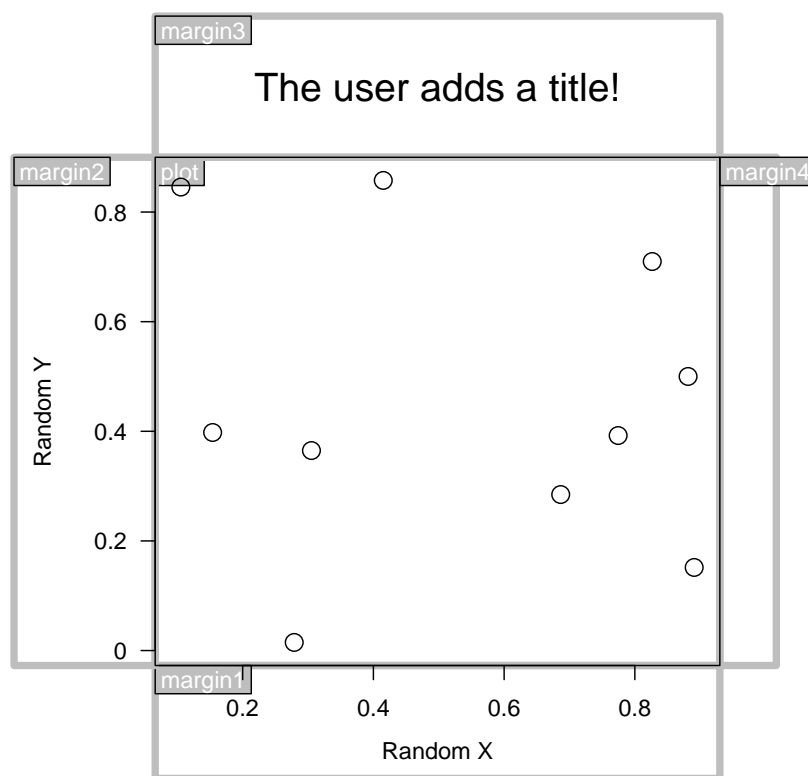 margin3
The user adds a title!
margin2
plot
margin4
0.8
0.6
Random Y
0.4
0.2
0
margin1
0.2 0.4 0.6 0.8
Random X